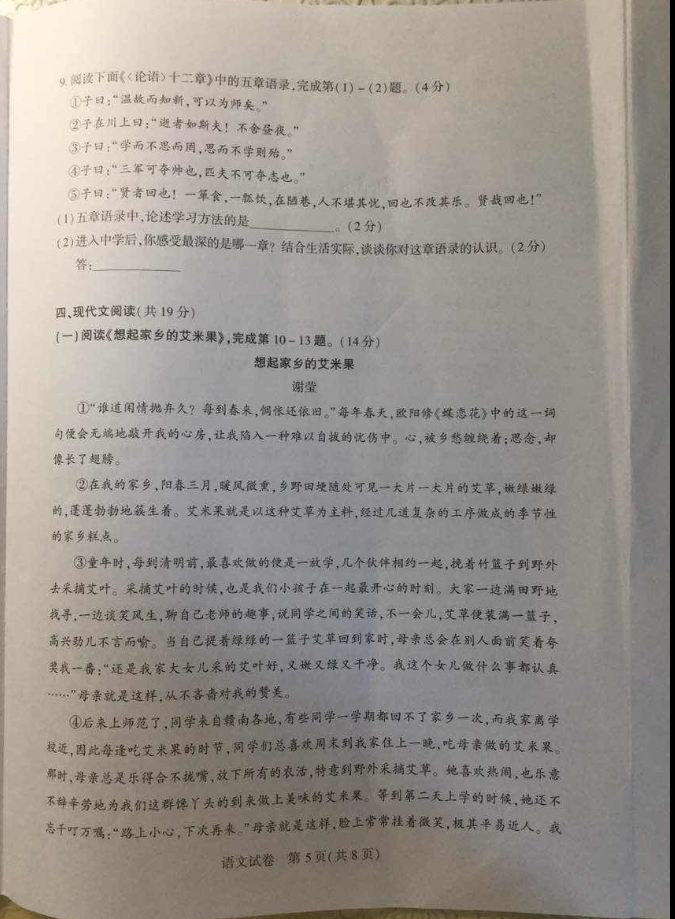 9. 阅读下面《〈论语〉十二章》中的五章语录,完成第(1)-(2)题。(4分)
①子曰:“温故而知新,可以为师矣。”
②子在川上曰:“逝者如斯夫！不舍昼夜。”
③子曰:“学而不思而罔,思而不学则殆。”
④子曰:“三军可夺帅也,匹夫不可夺志也。”
⑤子曰:“贤者回也！一箪食,一瓢饮,在陋巷,人不堪其忧,回也不改其乐。贤哉回也!”
(1)五章语录中,论述学习方法的是____________。(2分)
(2)进入中学后,你感受最深的是哪一章？结合生活实际,谈谈你对这章语录的认识。(2分)
答:____________
四、现代文阅读(共19分)
(一)阅读《想起家乡的艾米果》,完成第10-13题。(14分)
想起家乡的艾米果
谢莹
①“谁道闲情抛弃久？每到春来,惆怅还依旧。”每年春天,欧阳修《蝶恋花》中的这一词
句便会无端地敲开我的心房,让我陷入一种难以自拔的忧伤中。心,被乡愁缠绕着;思念,却
像长了翅膀。
②在我的家乡,阳春三月,暖风微熏,乡野田埂随处可见一大片一大片的艾草,嫩绿嫩绿
的,蓬蓬勃勃地簇生着。艾米果就是以这种艾草为主料,经过几道复杂的工序做成的季节性
的家乡糕点。
③童年时,每到清明前,最喜欢做的便是一放学,几个伙伴相约一起,挽着竹篮子到野外
去采摘艾叶。采摘艾叶的时候,也是我们小孩子在一起最开心的时刻。大家一边满田野地
找寻,一边谈笑风生,聊自己老师的趣事,说同学之间的笑话,不一会儿,艾草便装满一篮子,
高兴劲儿不言而喻。当自己提着绿绿的一篮子艾草回到家时,母亲总会在别人面前笑着夸
奖我一番:“还是我家大女儿采的艾叶好,又嫩又绿又干净。我这个女儿做什么事都认真
……”母亲就是这样,从不吝啬对我的赞美。
④后来上师范了,同学来自赣南各地,有些同学一学期都回不了家乡一次,而我家离学
校近,因此每逢吃艾米果的时节,同学们总喜欢周末到我家住上一晚,吃母亲做的艾米果。
那时,母亲总是乐得合不拢嘴,放下所有的农活,特意到野外采摘艾草。她喜欢热闹,也乐意
不辞辛劳地为我们这群馋丫头的到来做上美味的艾米果。等到第二天上学的时候,她还不
忘千叮万嘱:“路上小心,下次再来。”母亲就是这样,脸上常常挂着微笑,极其平易近人。我
语文试卷 第5页(共8页)